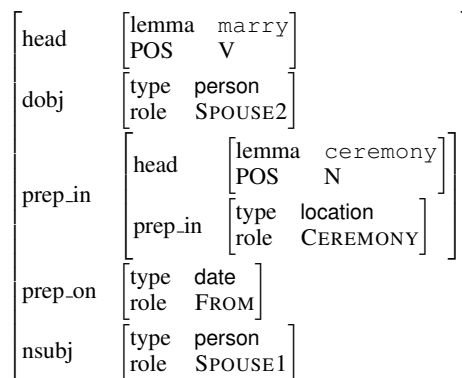 head lemma marry
POS V
dobj type person
role SPOUSE2
prep_in head lemma ceremony
POS N
prep_in type location
role CEREMONY
prep_on type date
role FROM
nsubj type person
role SPOUSE1